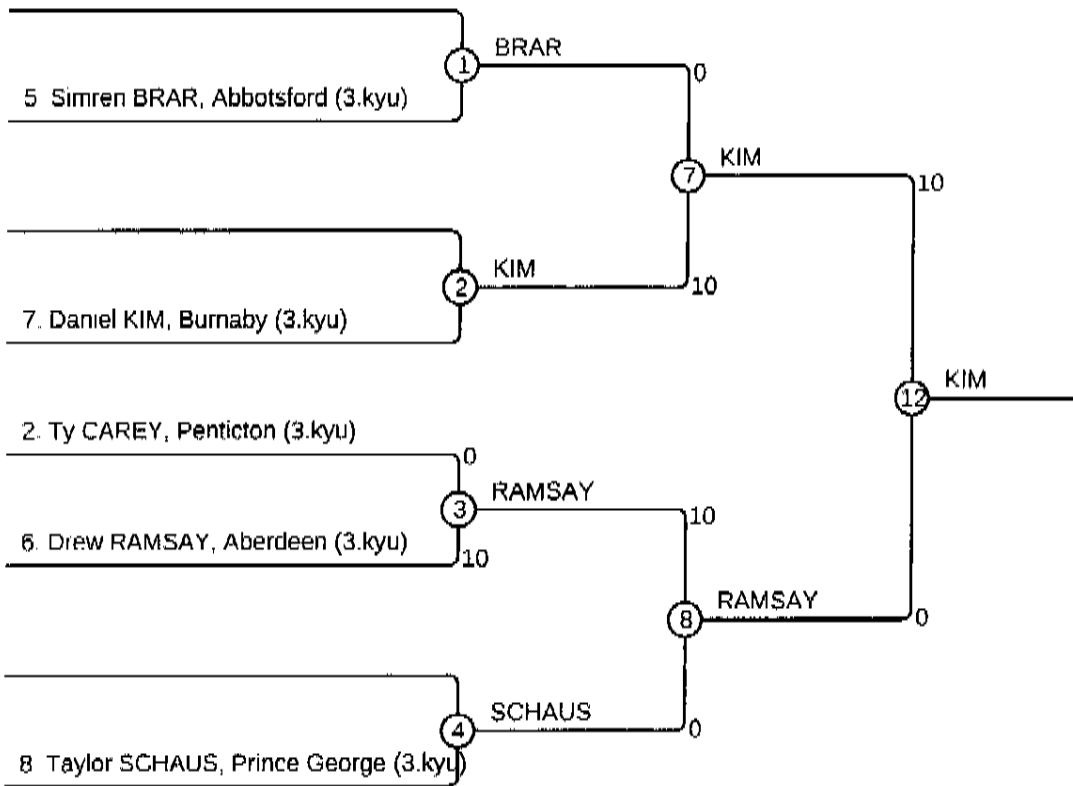 BRAR
1
0
5 Simren BRAR, Abbotsford (3.kyu)
KIM
7
10
KIM
2
10
7. Daniel KIM, Burnaby (3.kyu)
KIM
12
2. Ty CAREY, Penticton (3.kyu)
0
RAMSAY
3
10
6. Drew RAMSAY, Aberdeen (3.kyu)
10
RAMSAY
8
0
SCHAUS
4
0
8 Taylor SCHAUS, Prince George (3.kyu)